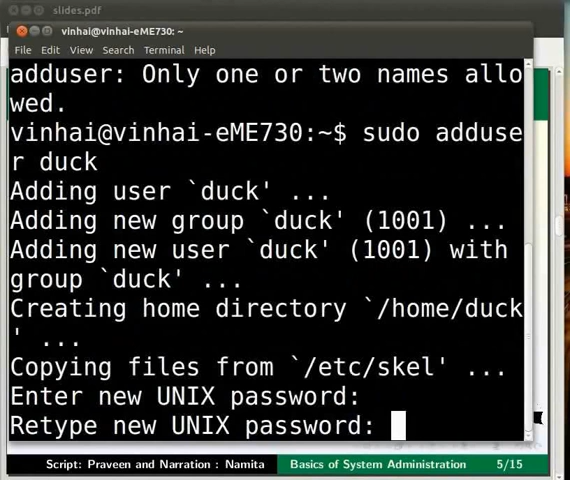 slides.pdf
vinhai@vinhai-eME730: ~
File Edit View Search Terminal Help
adduser: Only one or two names allo
wed.
vinhai@vinhai-eME730:~$ sudo adduse
r duck
Adding user `duck' ...
Adding new group `duck' (1001) ...
Adding new user `duck' (1001) with
group `duck' ...
Creating home directory `/home/duck
' ...
Copying files from `/etc/skel' ...
Enter new UNIX password:
Retype new UNIX password:
Script: Praveen and Narration : Namita Basics of System Administration 5/15